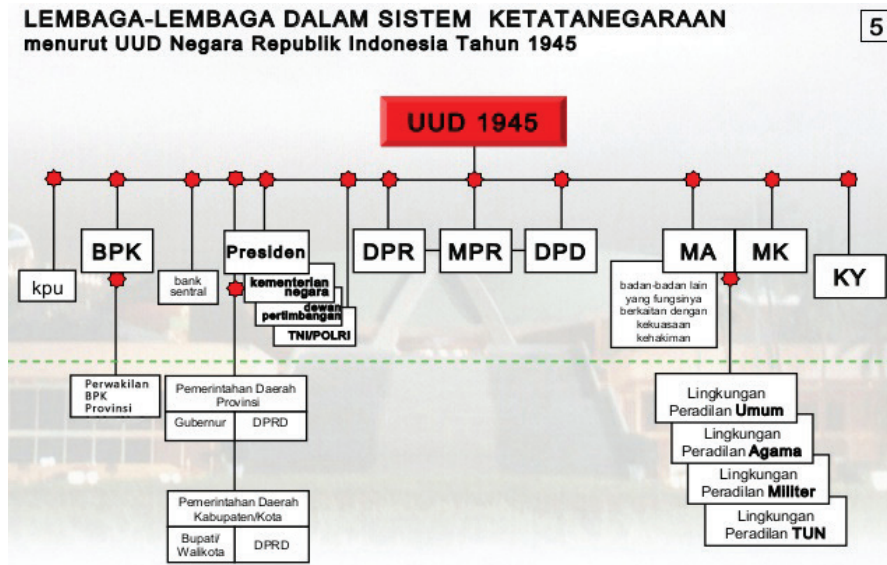 LEMBAGA-LEMBAGA DALAM SISTEM KETATANEGARAAN
menurut UUD Negara Republik Indonesia Tahun 1945
5
UUD 1945
kpu
BPK
bank
sentral
Presiden
kementerian
negara
dewan
pertimbangan
TNI/POLRI
DPR
MPR
DPD
MA
MK
KY
badan-badan lain
yang fungsinya
berkaitan dengan
kekuasaan
kehakiman
Perwakilan
BPK
Provinsi
Pemerintahan Daerah
Provinsi
Gubernur
DPRD
Pemerintahan Daerah
Kabupaten/Kota
Bupati/
Walikota
DPRD
Lingkungan
Peradilan Umum
Lingkungan
Peradilan Agama
Lingkungan
Peradilan Militer
Lingkungan
Peradilan TUN